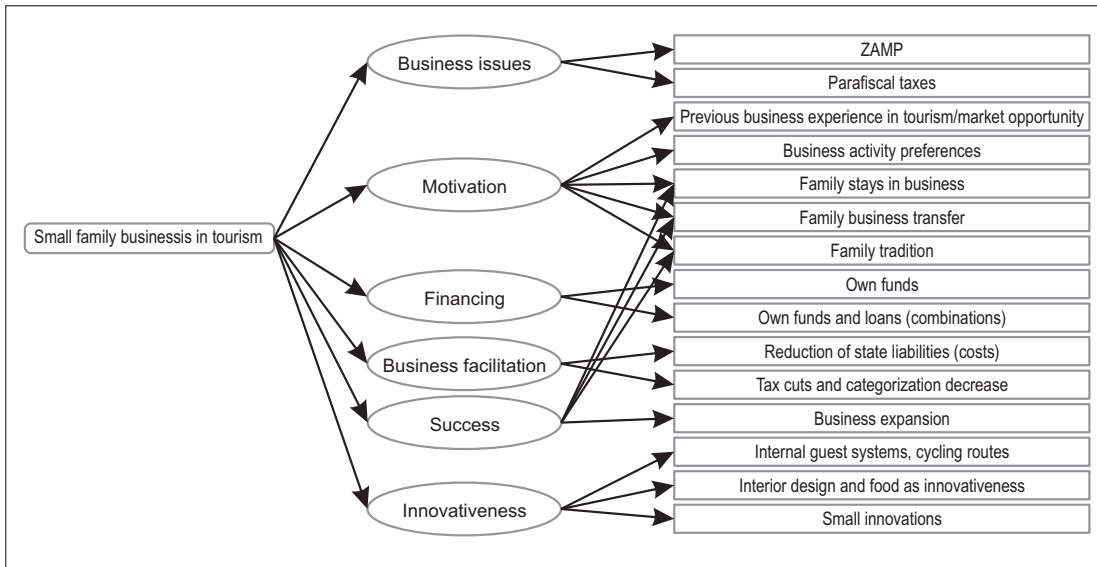 Small family businessis in tourism
Business issues
Motivation
Financing
Business facilitation
Success
Innovativeness
ZAMP
Parafiscal taxes
Previous business experience in tourism/market opportunity
Business activity preferences
Family stays in business
Family business transfer
Family tradition
Own funds
Own funds and loans (combinations)
Reduction of state liabilities (costs)
Tax cuts and categorization decrease
Business expansion
Internal guest systems, cycling routes
Interior design and food as innovativeness
Small innovations